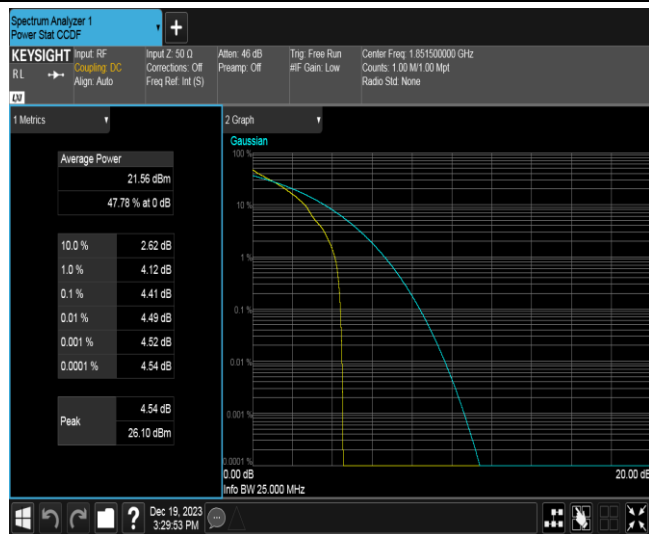 Spectrum Analyzer 1
Power Stat CCDF
+
KEYSIGHT
RL
LXI
Input: RF
Coupling: DC
Align: Auto
Input Z: 50 Ω
Corrections: Off
Freq Ref: Int (S)
Atten: 46 dB
Preamp: Off
Trig: Free Run
#IF Gain: Low
Center Freq: 1.851500000 GHz
Counts: 1.00 M/1.00 Mpt
Radio Std: None
1 Metrics
Average Power
21.56 dBm
47.78 % at 0 dB
10.0 % 2.62 dB
1.0 % 4.12 dB
0.1 % 4.41 dB
0.01 % 4.49 dB
0.001 % 4.52 dB
0.0001 % 4.54 dB
Peak
4.54 dB
26.10 dBm
2 Graph
Gaussian
100 %
10 %
1 %
0.1 %
0.01 %
0.001 %
0.0001 %
0.00 dB 20.00 dB
Info BW 25.000 MHz
?
Dec 19, 2023
3:29:53 PM